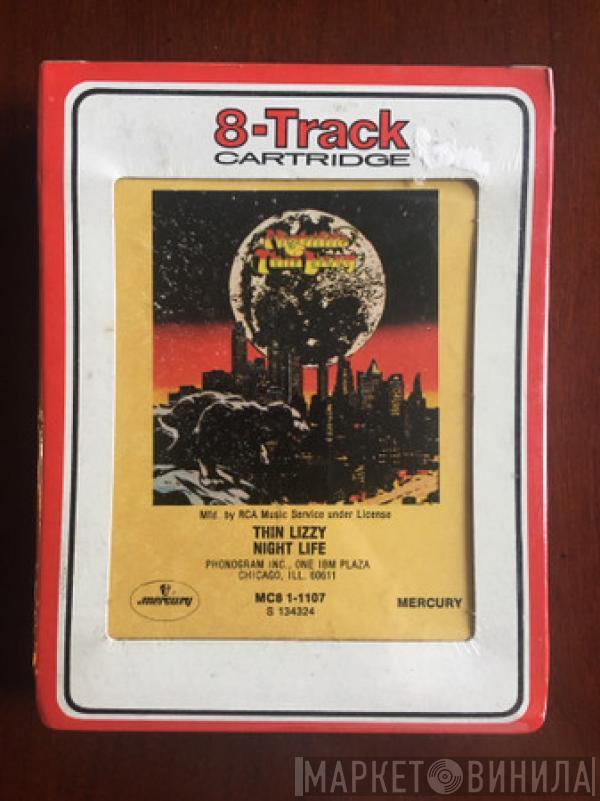 8-Track
CARTRIDGE
Nightlife
Thin Lizzy
Mfd. by RCA Music Service under License
THIN LIZZY
NIGHT LIFE
PHONOGRAM INC., ONE IBM PLAZA
CHICAGO, ILL. 60611
mercury
MC8 1-1107
S 134324
MERCURY
МАРКЕТ ВИНИЛА